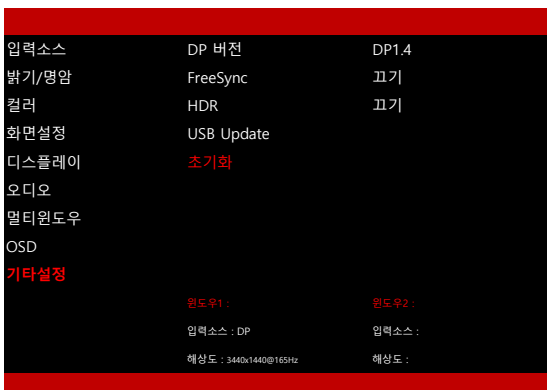 입력소스 DP 버전 DP1.4
밝기/명암 FreeSync 끄기
컬러 HDR 끄기
화면설정 USB Update
디스플레이 초기화
오디오
멀티윈도우
OSD
기타설정
윈도우1 : 윈도우2 :
입력소스 : DP 입력소스 :
해상도 : 3440x1440@165Hz 해상도 :